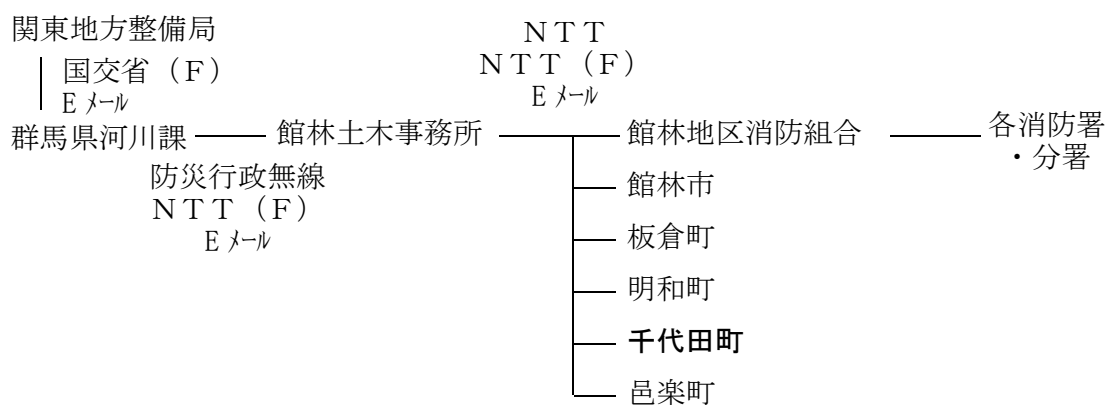 関東地方整備局
国交省（Ｆ）
Ｅﾒｰﾙ
群馬県河川課
防災行政無線
ＮＴＴ（Ｆ）
Ｅﾒｰﾙ
館林土木事務所
ＮＴＴ
ＮＴＴ（Ｆ）
Ｅﾒｰﾙ
館林地区消防組合
各消防署
・分署
館林市
板倉町
明和町
千代田町
邑楽町